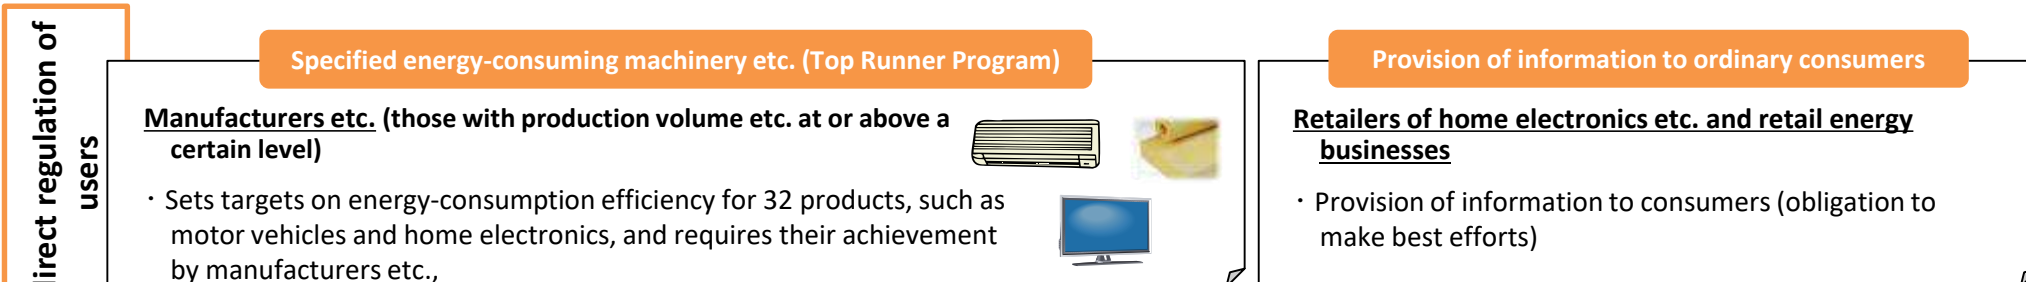 regulation of
users
Specified energy-consuming machinery etc. (Top Runner Program)
Manufacturers etc. (those with production volume etc. at or above a
certain level)
・Sets targets on energy-consumption efficiency for 32 products, such as
motor vehicles and home electronics, and requires their achievement
by manufacturers etc.,
Provision of information to ordinary consumers
Retailers of home electronics etc. and retail energy
businesses
・Provision of information to consumers (obligation to
make best efforts)